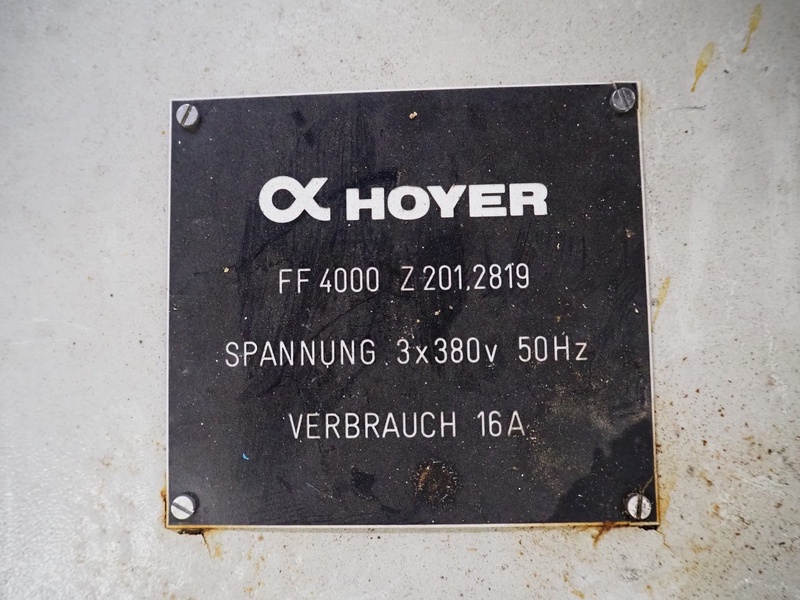 α HOYER
FF 4000 Z 201.2819
SPANNUNG 3x380v 50Hz
VERBRAUCH 16A